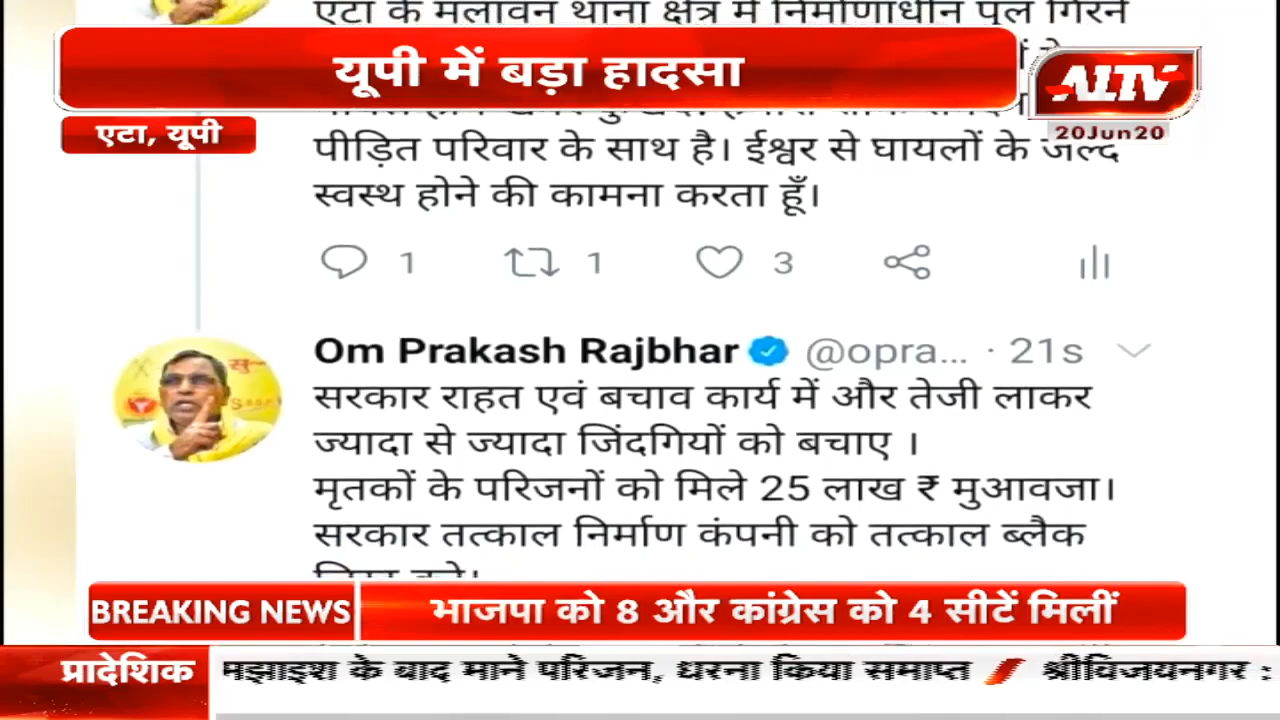 एटा के मलावन थाना क्षेत्र में निर्माणाधीन पुल गिरने
यूपी में बड़ा हादसा
ALTV
20Jun20
एटा, यूपी
पीड़ित परिवार के साथ है। ईश्वर से घायलों के जल्द
स्वस्थ होने की कामना करता हूँ।
1 1 3
Om Prakash Rajbhar @opra... · 21s
सरकार राहत एवं बचाव कार्य में और तेजी लाकर
ज्यादा से ज्यादा जिंदगियों को बचाए ।
मृतकों के परिजनों को मिले 25 लाख ₹ मुआवजा।
सरकार तत्काल निर्माण कंपनी को तत्काल ब्लैक
BREAKING NEWS भाजपा को 8 और कांग्रेस को 4 सीटें मिलीं
प्रादेशिक मझाइश के बाद माने परिजन, धरना किया समाप्त / श्रीविजयनगर :